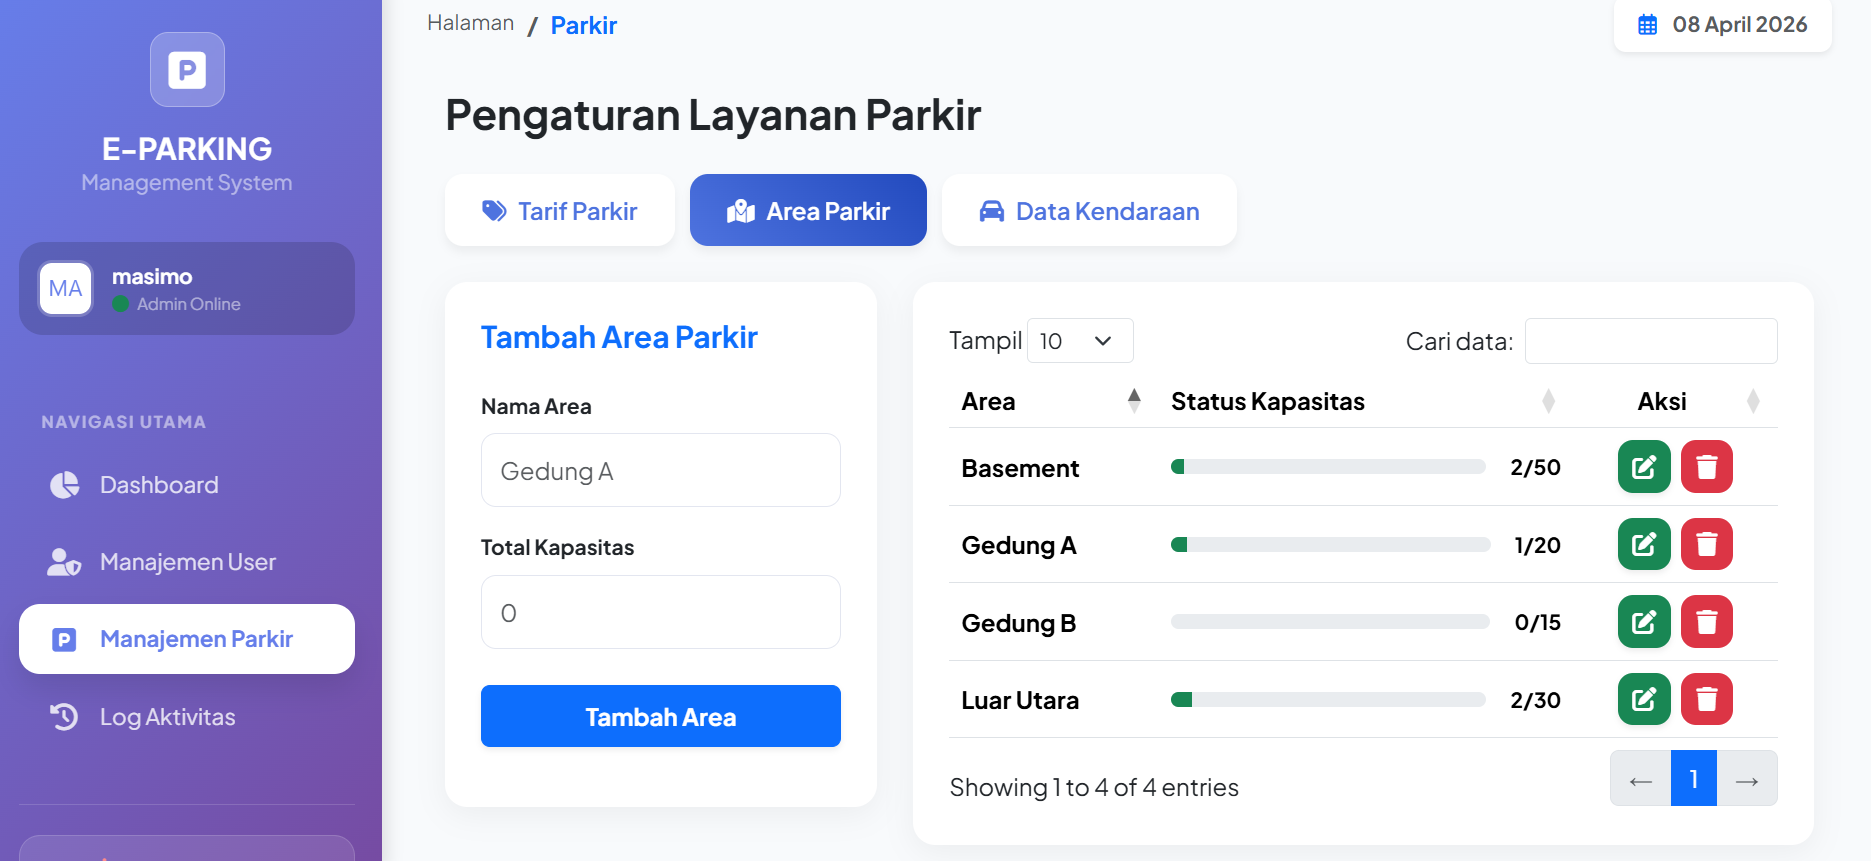 P
E-PARKING
Management System
MA
masimo
Admin Online
NAVIGASI UTAMA
Dashboard
Manajemen User
P Manajemen Parkir
Log Aktivitas
Halaman / Parkir
08 April 2026
Pengaturan Layanan Parkir
Tarif Parkir
Area Parkir
Data Kendaraan
Tambah Area Parkir
Nama Area
Gedung A
Total Kapasitas
0
Tambah Area
Tampil 10
Cari data:
Area Status Kapasitas Aksi
Basement 2/50
Gedung A 1/20
Gedung B 0/15
Luar Utara 2/30
Showing 1 to 4 of 4 entries
← 1 →